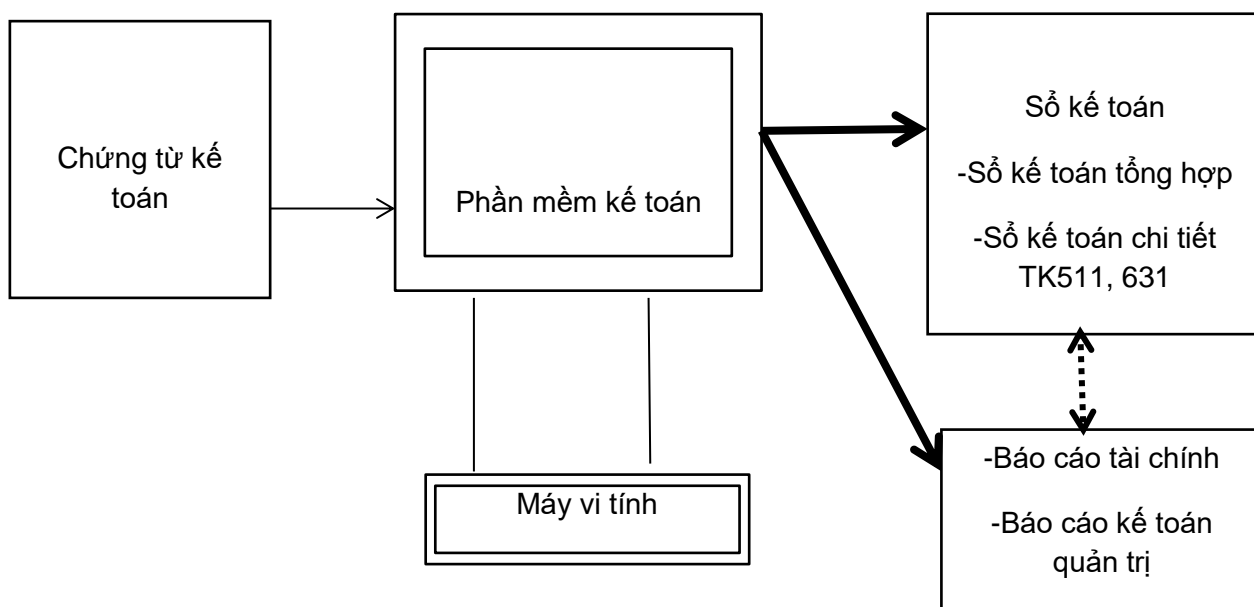 Chứng từ kế
toán
Phần mềm kế toán
Máy vi tính
Sổ kế toán
-Sổ kế toán tổng hợp
-Sổ kế toán chi tiết
TK511, 631
-Báo cáo tài chính
-Báo cáo kế toán
quản trị